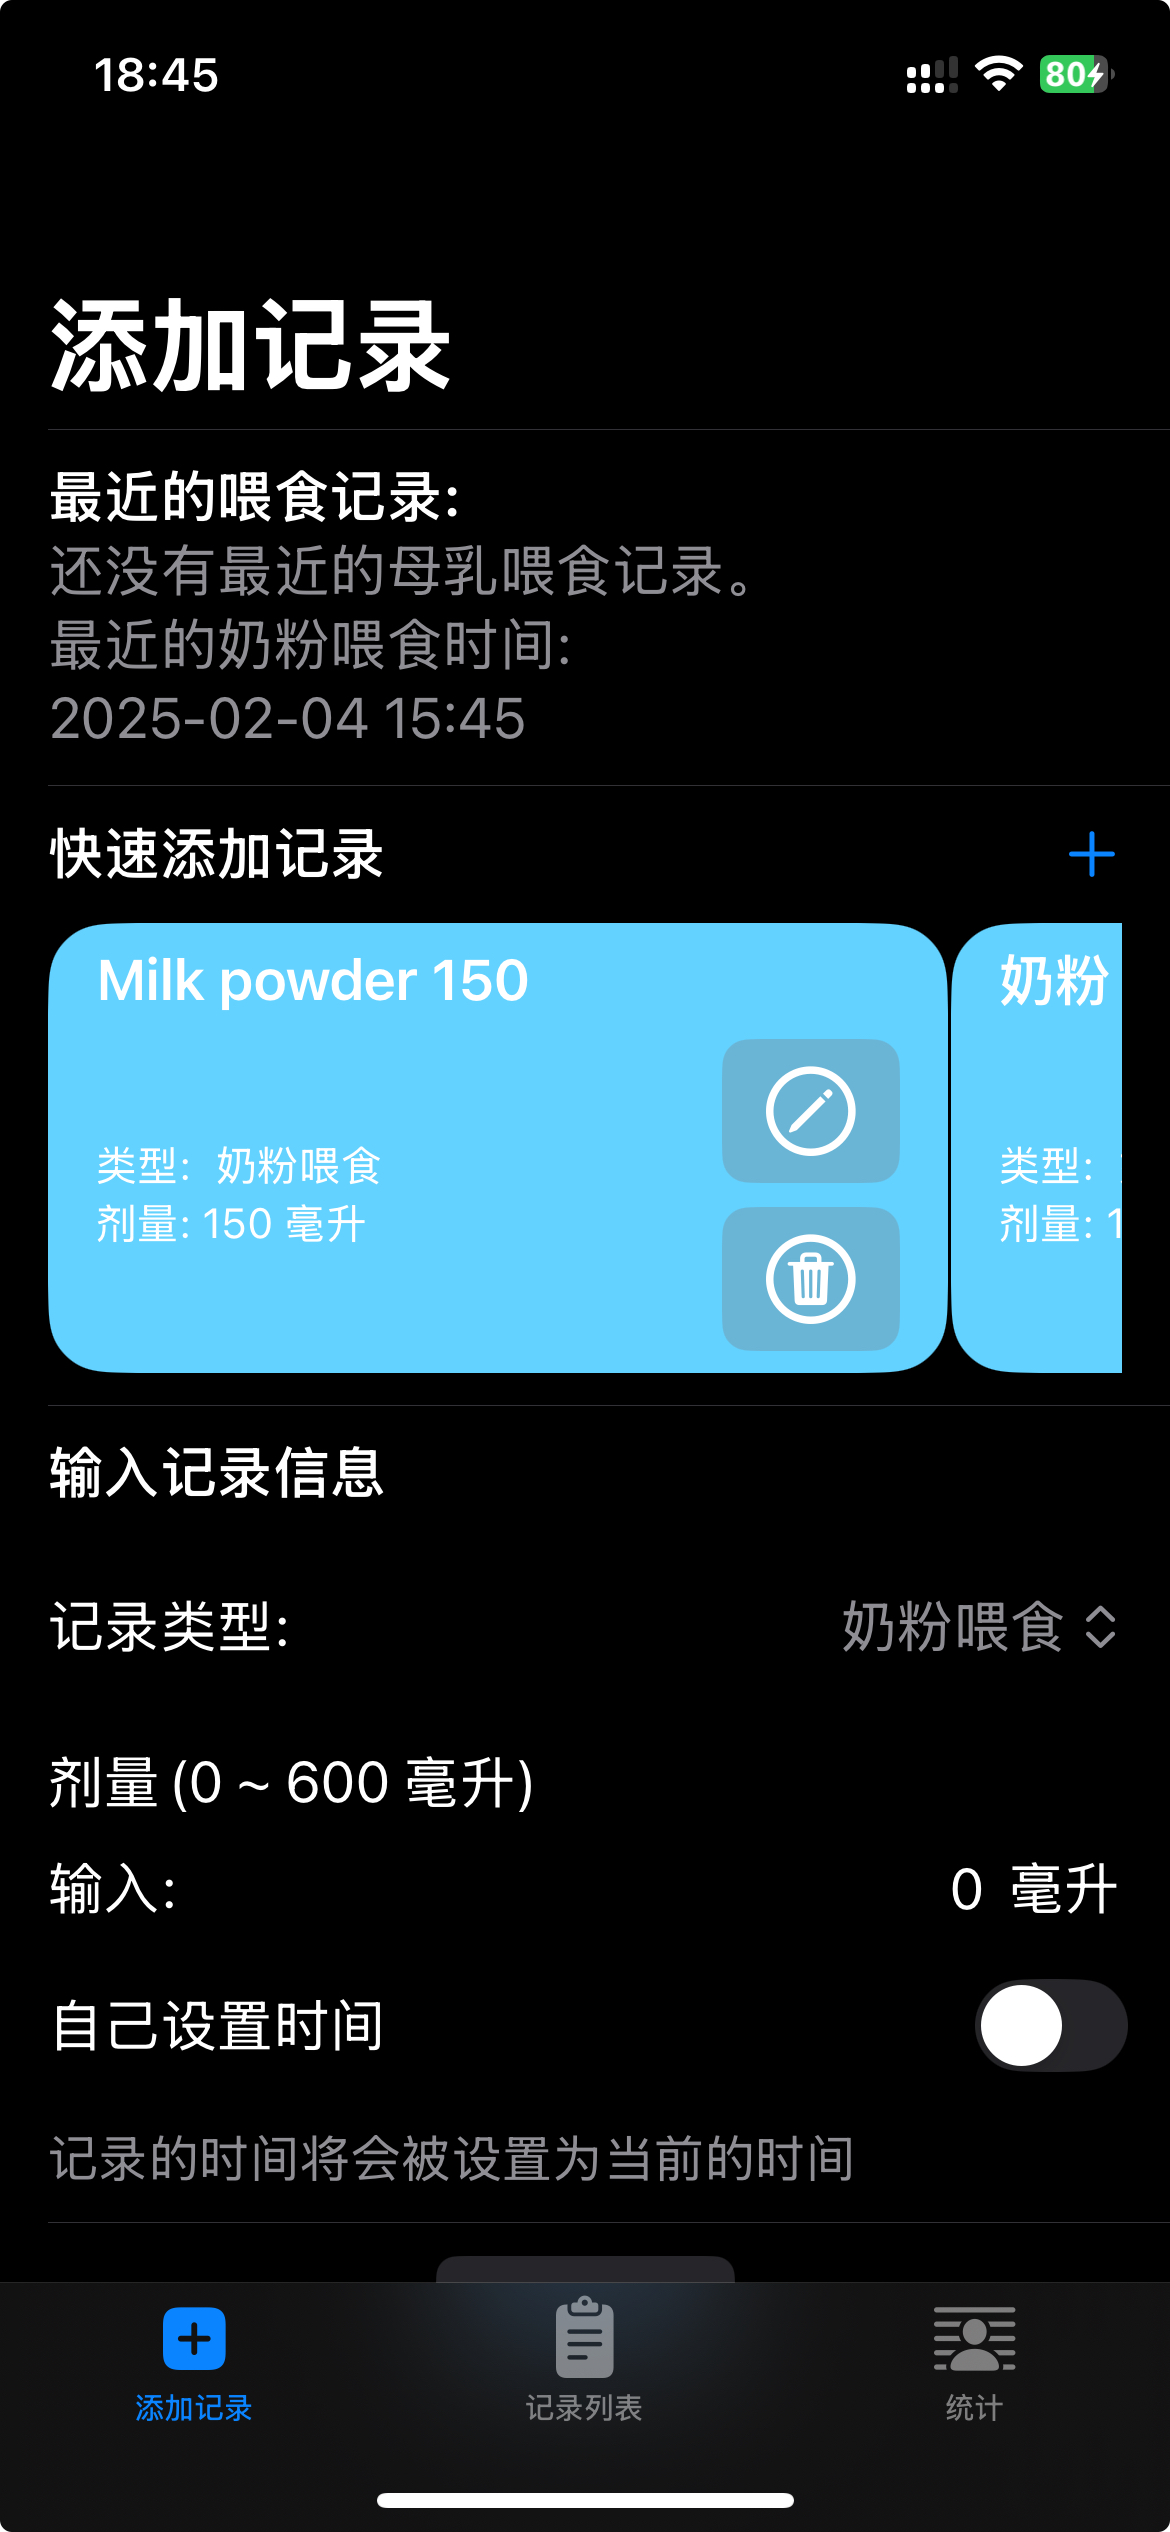 18:45
80
添加记录
最近的喂食记录:
还没有最近的母乳喂食记录。
最近的奶粉喂食时间:
2025-02-04 15:45
快速添加记录
Milk powder 150
类型: 奶粉喂食
剂量: 150 毫升
奶粉
类型:
剂量: 1
输入记录信息
记录类型:
奶粉喂食
剂量 (0 ~ 600 毫升)
输入:
0 毫升
自己设置时间
记录的时间将会被设置为当前的时间
添加记录
记录列表
统计